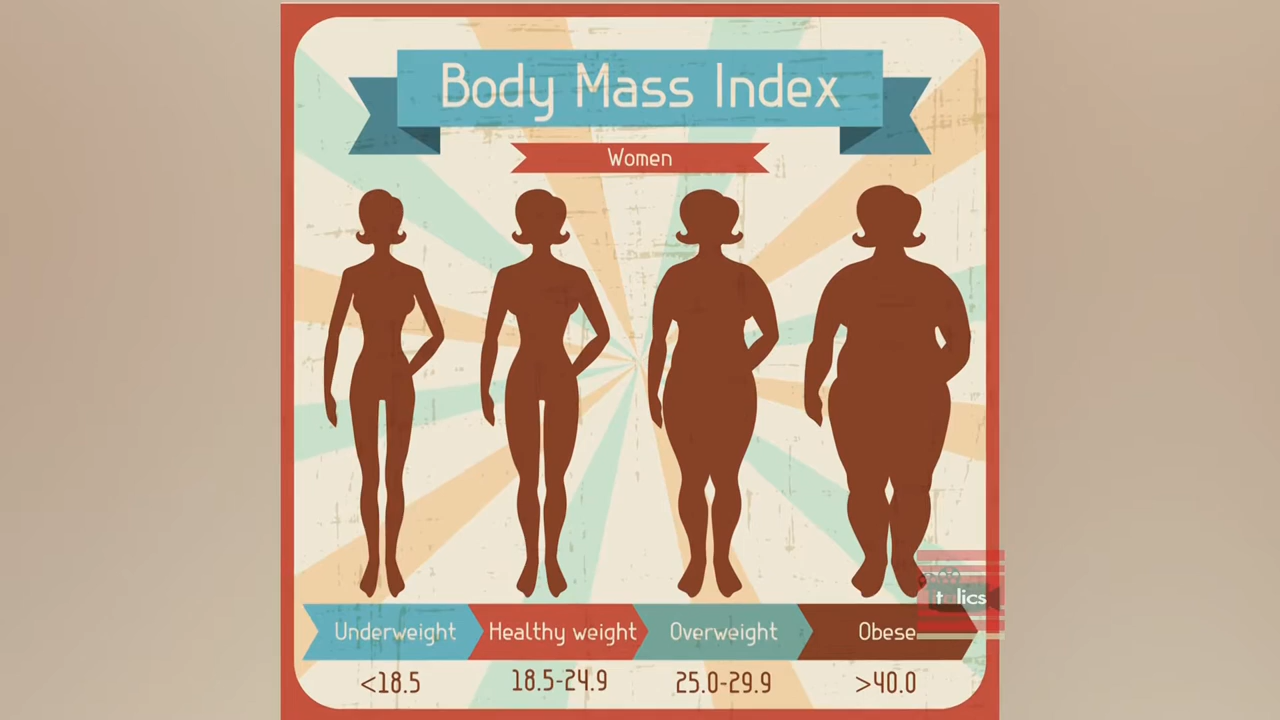 Body Mass Index
Women
Underweight Healthy weight Overweight Obese
<18.5 18.5-24.9 25.0-29.9 >40.0
Italics